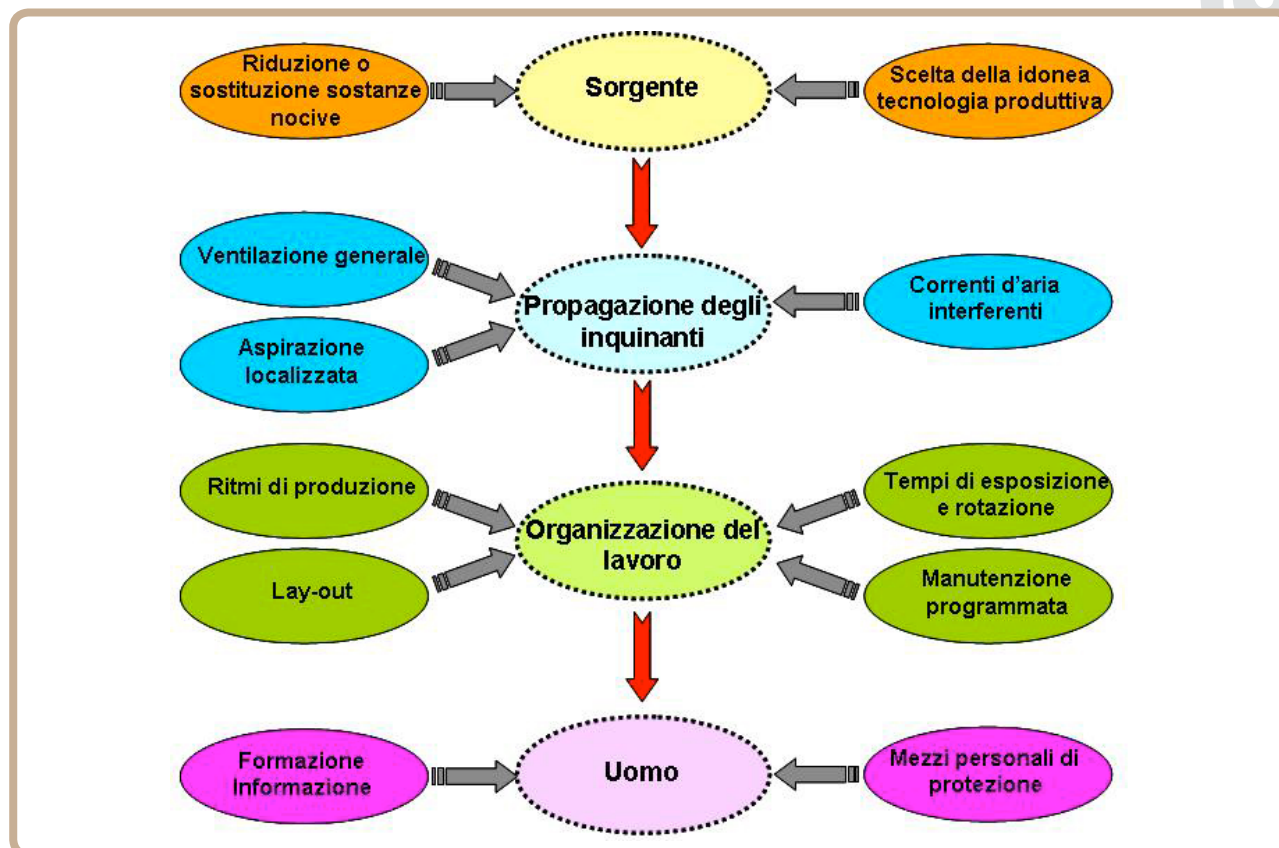 Riduzione o
sostituzione sostanze
nocive
Sorgente
Scelta della idonea
tecnologia produttiva
Ventilazione generale
Aspirazione
localizzata
Propagazione degli
inquinanti
Correnti d'aria
interferenti
Ritmi di produzione
Lay-out
Organizzazione del
lavoro
Tempi di esposizione
e rotazione
Manutenzione
programmata
Formazione
Informazione
Uomo
Mezzi personali di
protezione